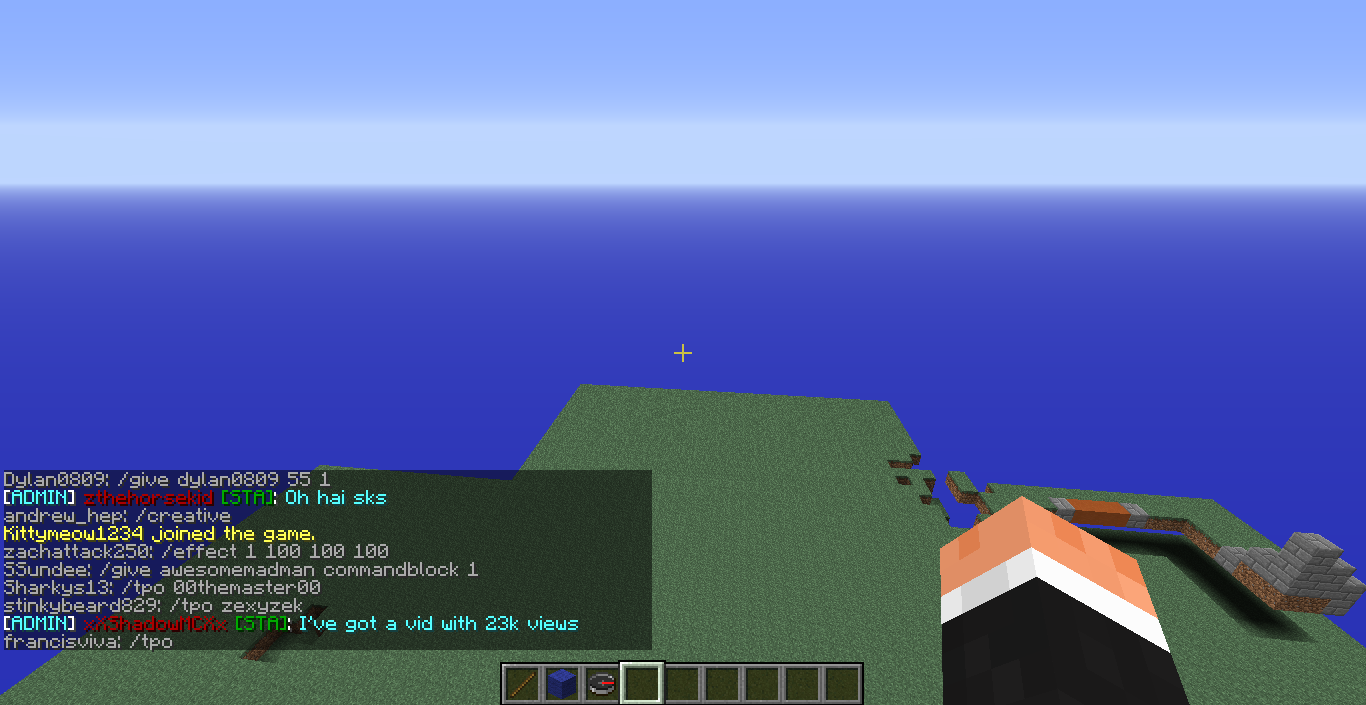 Dylan0809: /give dylan0809 55 1
[ADMIN] zthehorsekid [STA]: Oh hai sks
andrew_hep: /creative
Kittymeow1234 joined the game.
zachattack250: /effect 1 100 100 100
SSundee: /give awesomemadman commandblock 1
Sharkys13: /tpo 00themaster00
stinkybeard829: /tpo zexyzek
[ADMIN] xXShadowMCXx [STA]: I've got a vid with 23k views
francisviva: /tpo